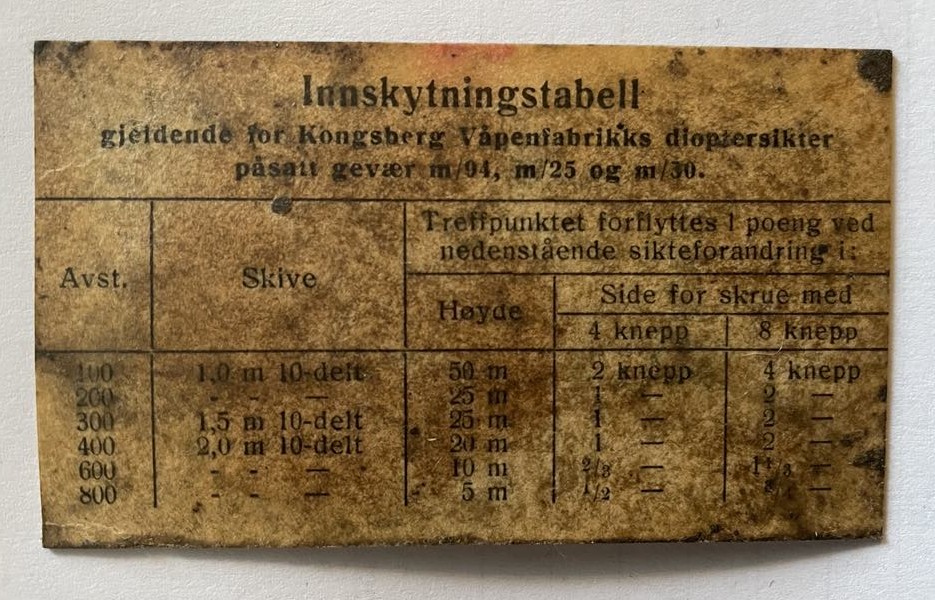 Innskytningstabell
gjeldende for Kongsberg Våpenfabrikks dioptersikter
påsatt gevær m/94, m/25 og m/30.
Avst. Skive Treffpunktet forflyttes 1 poeng ved
nedenstående sikteforandring i:
Høyde Side for skrue med
4 knepp 8 knepp
100 1,0 m 10-delt 50 m 2 knepp 4 knepp
200 - - — 25 m 1 — 2 —
300 1,5 m 10-delt 25 m 1 — 2 —
400 2,0 m 10-delt 20 m 1 — 2 —
600 - - — 10 m 2/3 — 1 1/3 —
800 - - — 5 m 1/2 — —